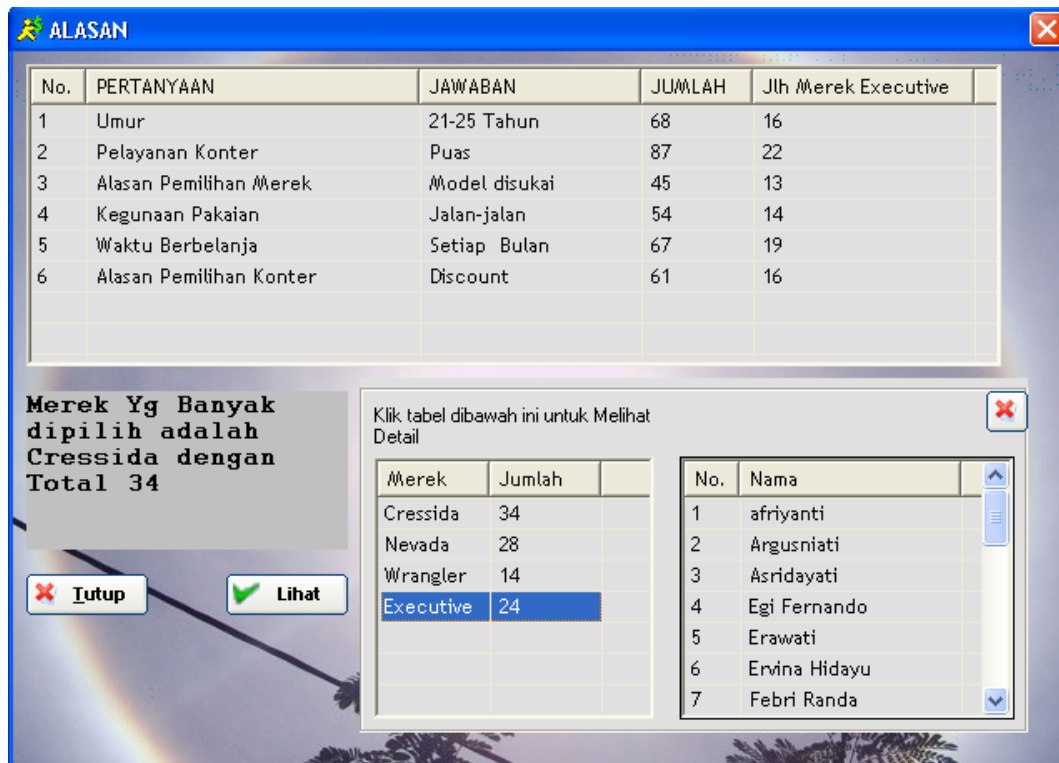 ALASAN
No. PERTANYAAN JAWABAN JUMLAH Jlh Merek Executive
1 Umur 21-25 Tahun 68 16
2 Pelayanan Konter Puas 87 22
3 Alasan Pemilihan Merek Model disukai 45 13
4 Kegunaan Pakaian Jalan-jalan 54 14
5 Waktu Berbelanja Setiap Bulan 67 19
6 Alasan Pemilihan Konter Discount 61 16
Merek Yg Banyak
dipilih adalah
Cressida dengan
Total 34
Tutup Lihat
Klik tabel dibawah ini untuk Melihat
Detail
Merek Jumlah
Cressida 34
Nevada 28
Wrangler 14
Executive 24
No. Nama
1 afriyanti
2 Argusniati
3 Asridayati
4 Egi Fernando
5 Erawati
6 Ervina Hidayu
7 Febri Randa